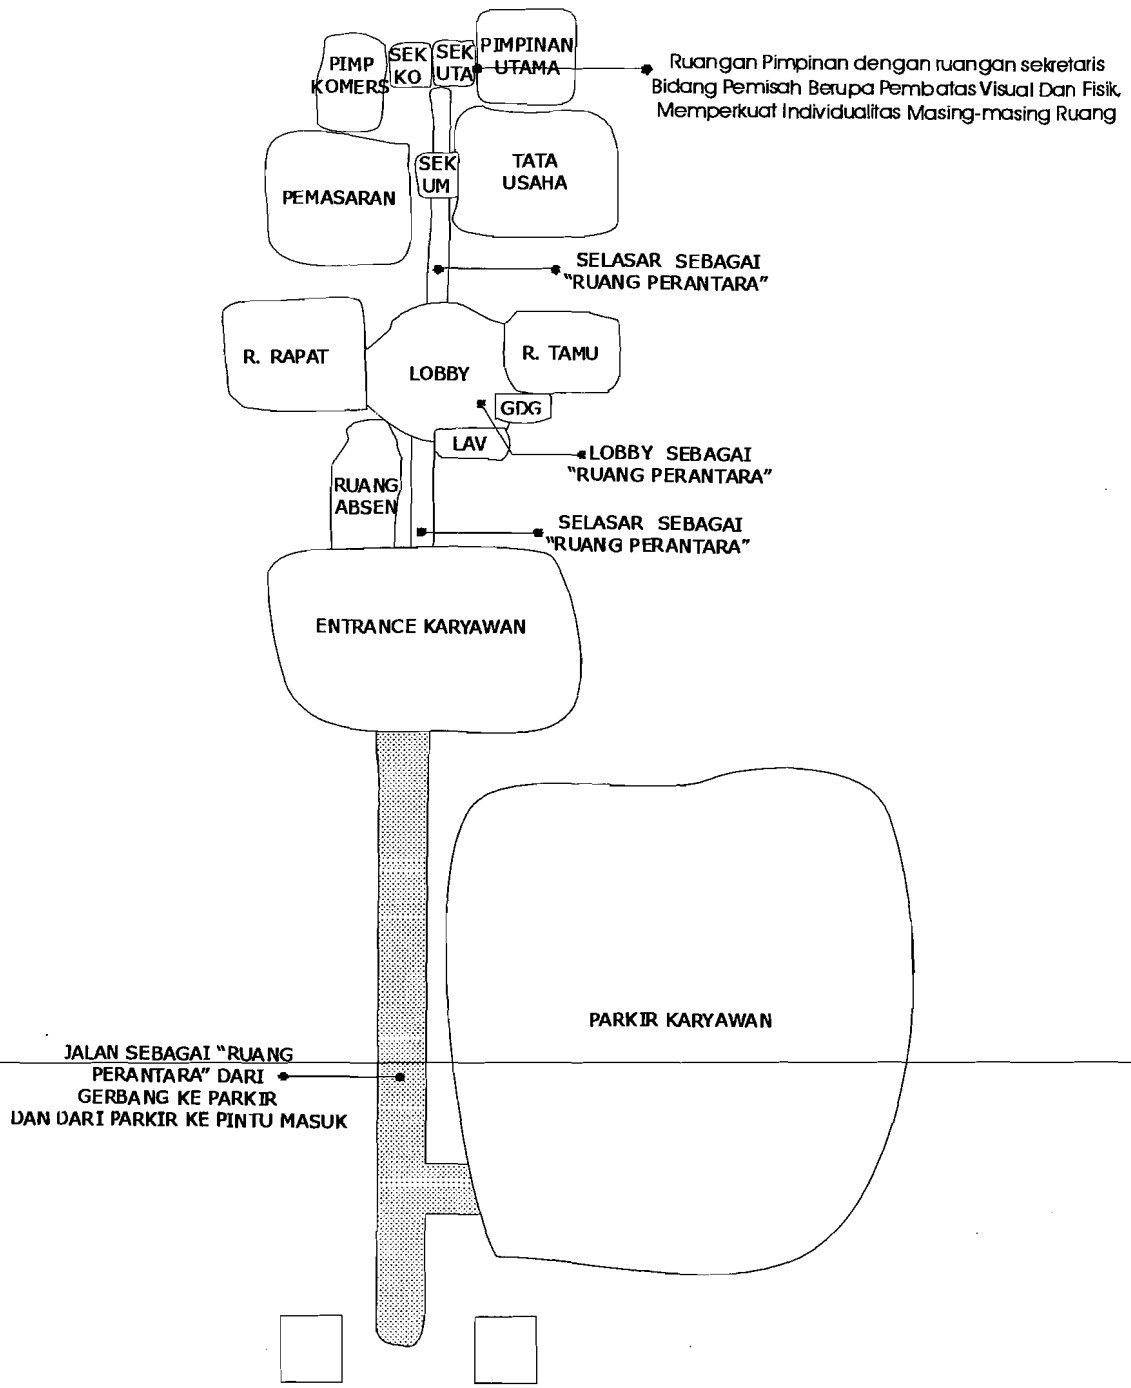 PIMP
KOMERS
SEK
KO
SEK
UTA
PIMPINAN
UTAMA
Ruangan Pimpinan dengan ruangan sekretaris
Bidang Pemisah Berupa Pembatas Visual Dan Fisik,
Memperkuat Individualitas Masing-masing Ruang
PEMASARAN
SEK
UM
TATA
USAHA
SELASAR SEBAGAI
"RUANG PERANTARA"
R. RAPAT
LOBBY
R. TAMU
GDG
LAV
LOBBY SEBAGAI
"RUANG PERANTARA"
RUANG
ABSEN
SELASAR SEBAGAI
"RUANG PERANTARA"
ENTRANCE KARYAWAN
PARKIR KARYAWAN
JALAN SEBAGAI "RUANG
PERANTARA" DARI
GERBANG KE PARKIR
DAN DARI PARKIR KE PINTU MASUK